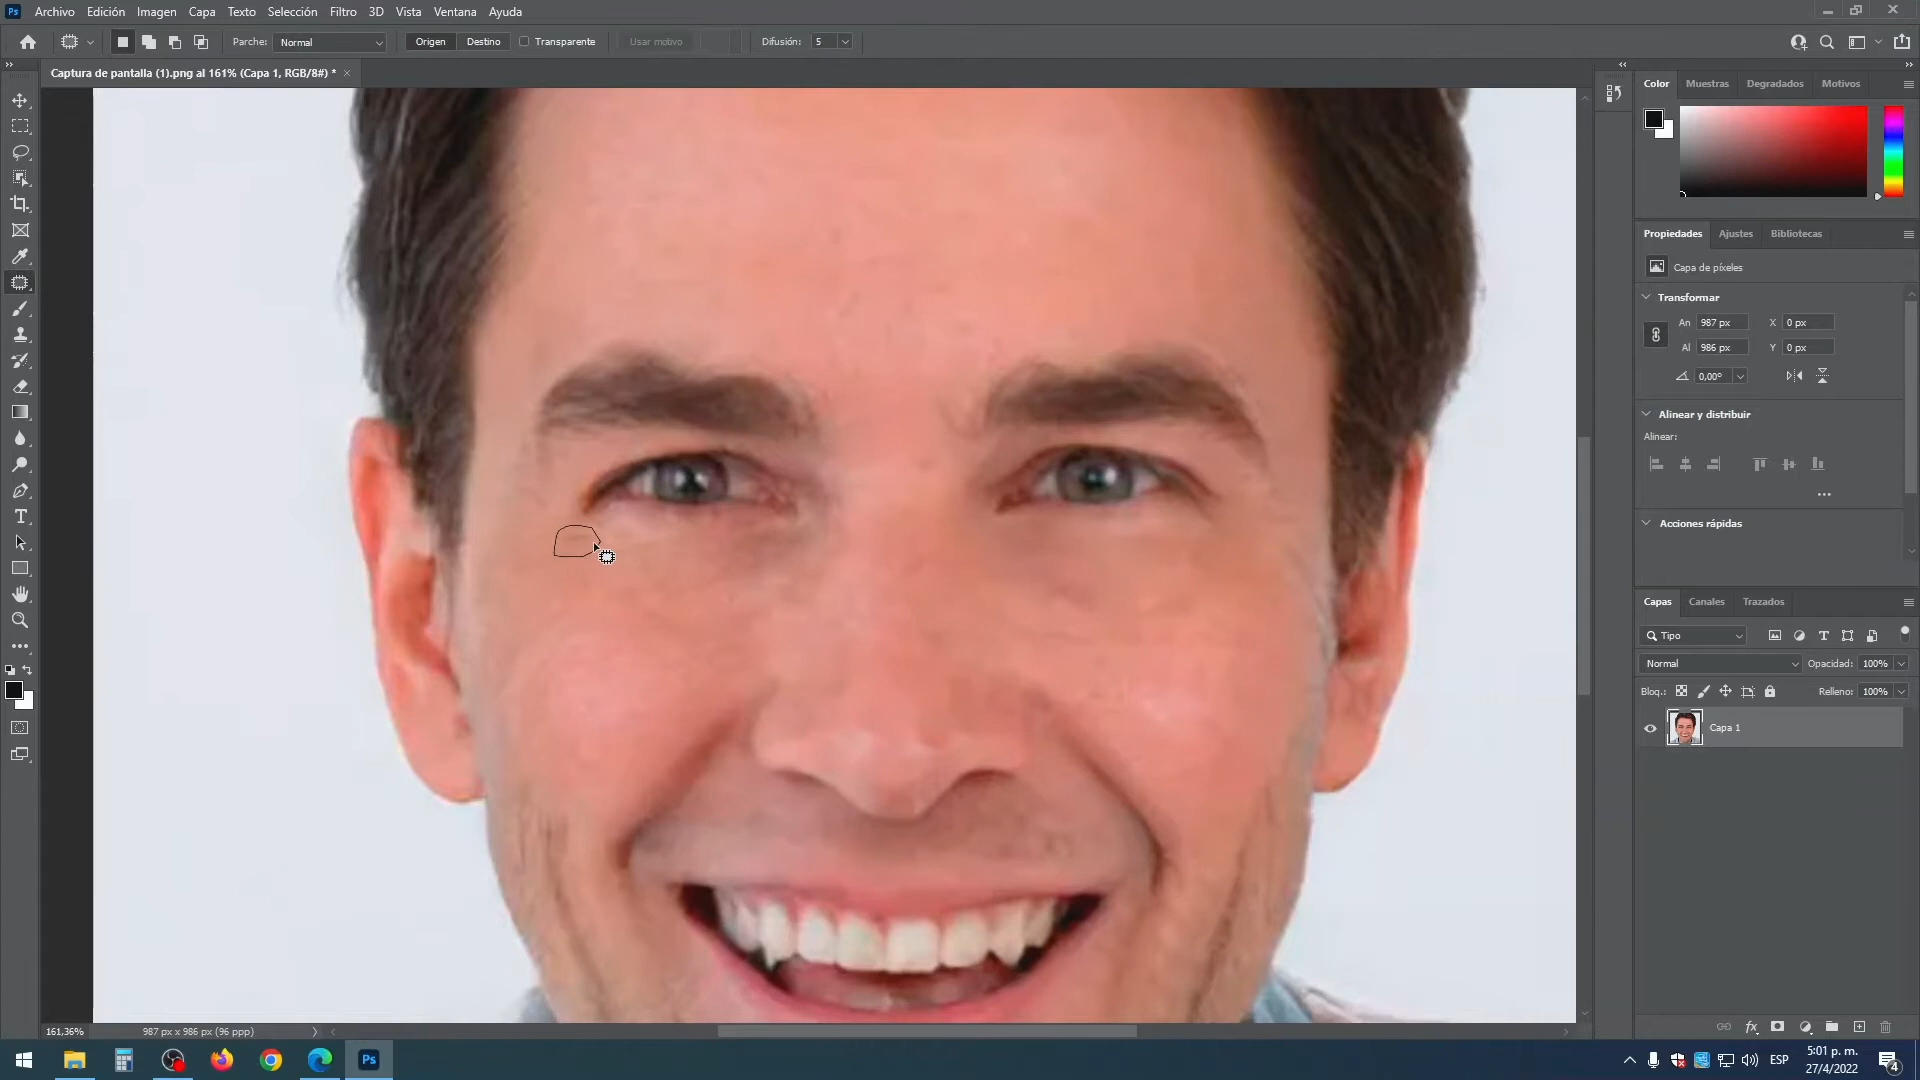 Ps Archivo Edición Imagen Capa Texto Selección Filtro 3D Vista Ventana Ayuda
Parche: Normal Origen Destino Transparente Usar motivo Difusión: 5
Captura de pantalla (1).png al 161% (Capa 1, RGB/8#) * ×
Color Muestras Degradados Motivos
Propiedades Ajustes Bibliotecas
Capa de píxeles
Transformar
An 987 px X 0 px
Al 986 px Y 0 px
0,00°
Alinear y distribuir
Alinear:
Acciones rápidas
Capas Canales Trazados
Tipo
Normal Opacidad: 100%
Bloq.: Relleno: 100%
Capa 1
161,36% 987 px x 986 px (96 ppp)
Ps ESP 5:01 p. m.
27/4/2022 4